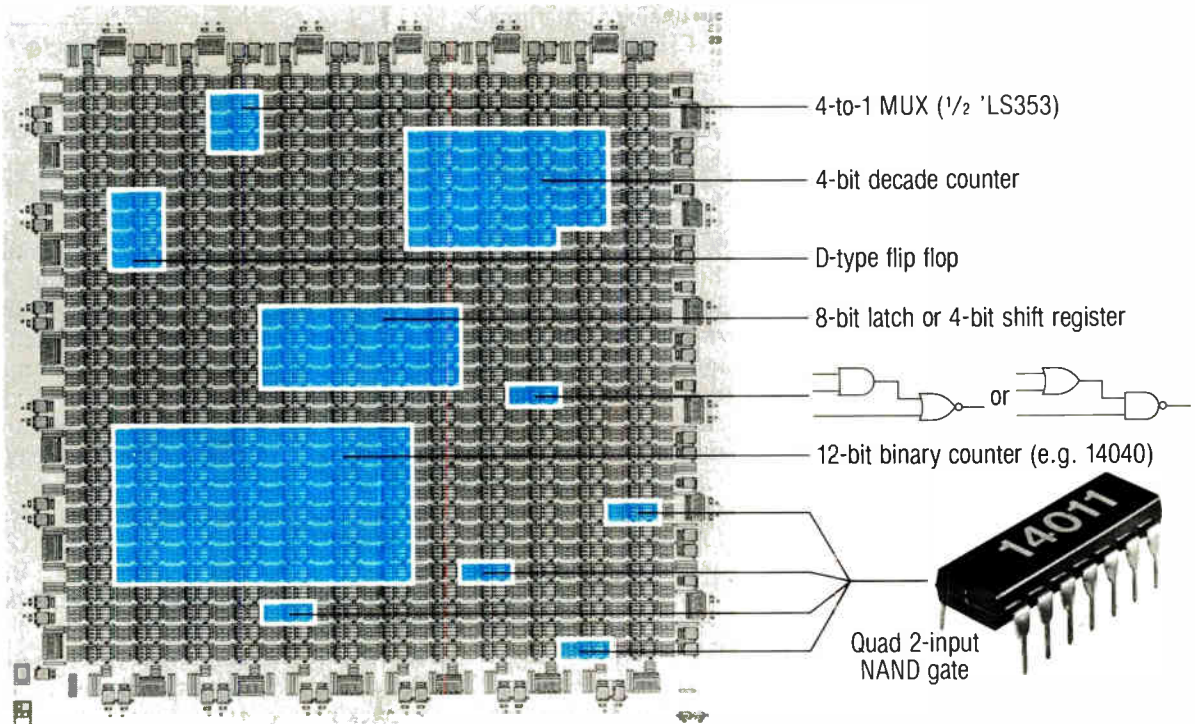 4-to-1 MUX (1/2 'LS353)
4-bit decade counter
D-type flip flop
8-bit latch or 4-bit shift register
or
12-bit binary counter (e.g. 14040)
14011
Quad 2-input
NAND gate